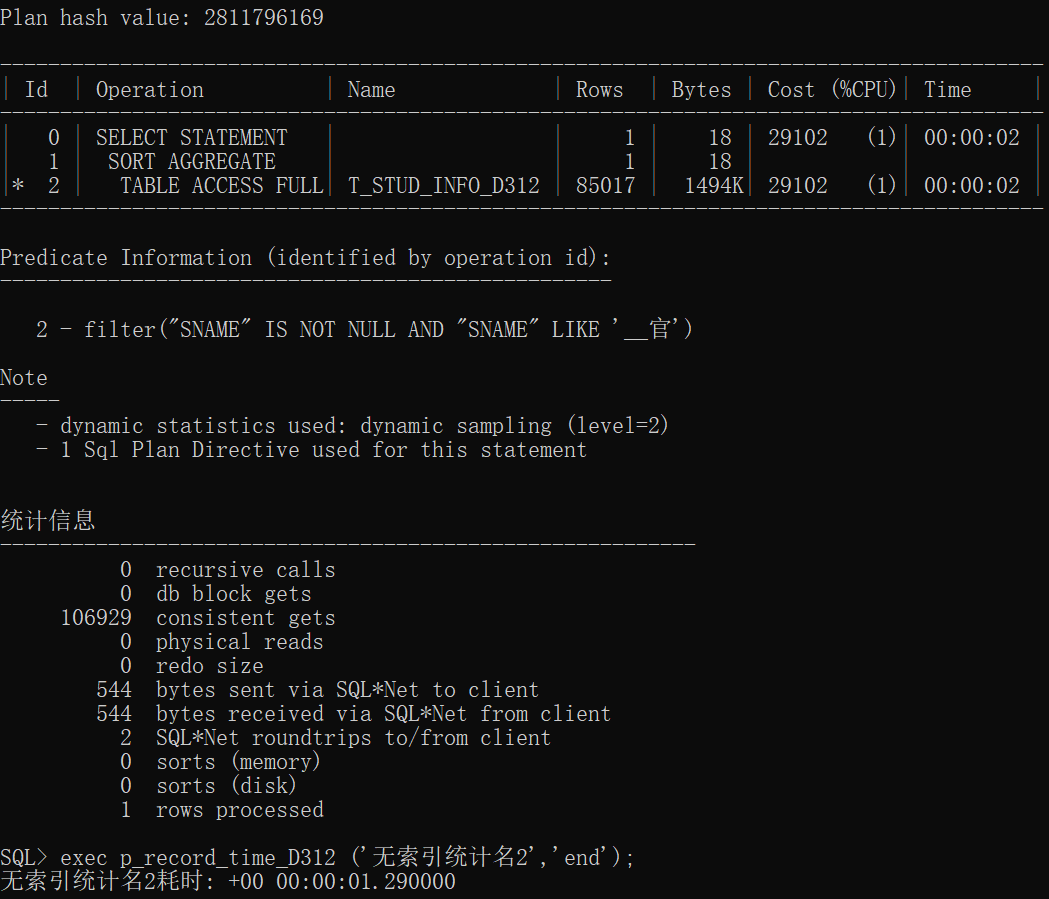 Plan hash value: 2811796169
--------------------------------------------------------------------------------------
| Id  | Operation          | Name             | Rows  | Bytes | Cost (%CPU)| Time     |
--------------------------------------------------------------------------------------
|   0 | SELECT STATEMENT   |                  |     1 |    18 | 29102   (1)| 00:00:02 |
|   1 |  SORT AGGREGATE    |                  |     1 |    18 |            |          |
|*  2 |   TABLE ACCESS FULL| T_STUD_INFO_D312 | 85017 |  1494K| 29102   (1)| 00:00:02 |
--------------------------------------------------------------------------------------
Predicate Information (identified by operation id):
---------------------------------------------------
   2 - filter("SNAME" IS NOT NULL AND "SNAME" LIKE '__官')
Note
-----
   - dynamic statistics used: dynamic sampling (level=2)
   - 1 Sql Plan Directive used for this statement
统计信息
----------------------------------------------------------
          0  recursive calls
          0  db block gets
     106929  consistent gets
          0  physical reads
          0  redo size
        544  bytes sent via SQL*Net to client
        544  bytes received via SQL*Net from client
          2  SQL*Net roundtrips to/from client
          0  sorts (memory)
          0  sorts (disk)
          1  rows processed
SQL> exec p_record_time_D312 ('无索引统计名2','end');
无索引统计名2耗时: +00 00:00:01.290000